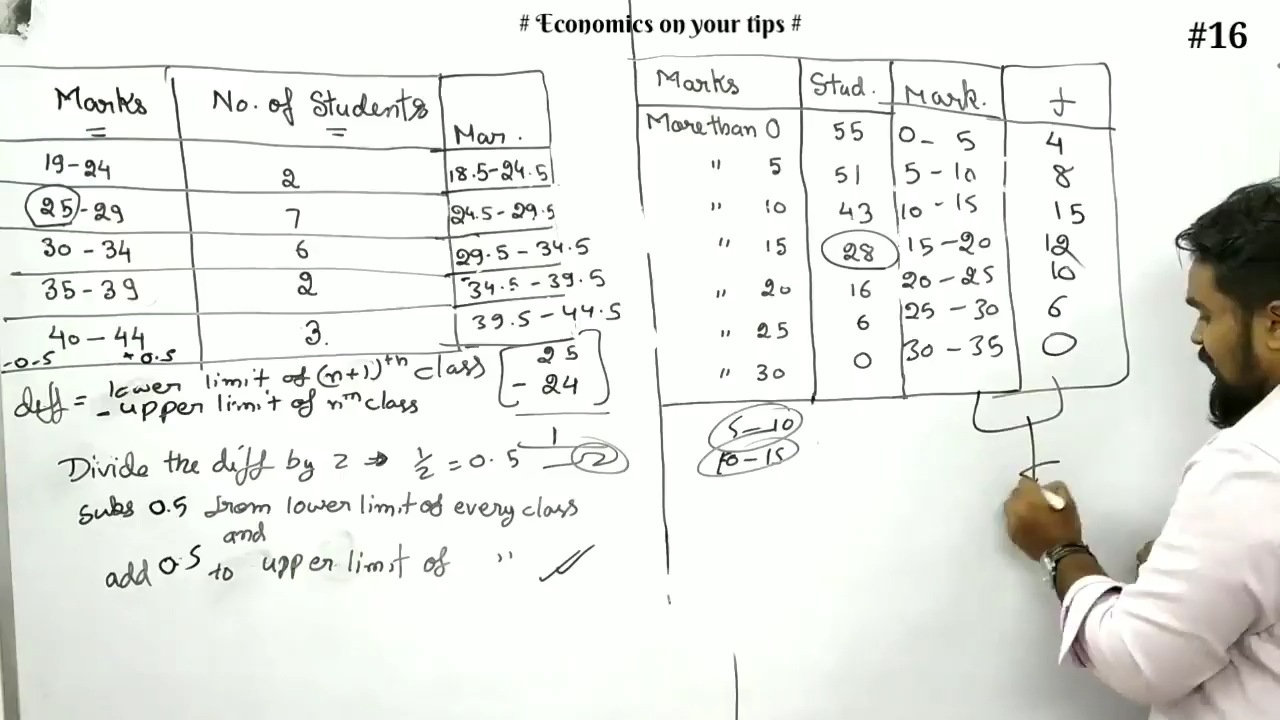 # Economics on your tips #
#16
Marks No. of Students Mar.
19-24 2 18.5-24.5
25-29 7 24.5-29.5
30-34 6 29.5-34.5
35-39 2 34.5-39.5
40-44 3. 39.5-44.5
-0.5 +0.5
diff = lower limit of (n+1)th class
- upper limit of nth class
25
- 24
1
Divide the diff by 2 → 1/2 = 0.5
2
subs 0.5 from lower limit of every class
and
add 0.5 to upper limit of "
Marks Stud. Mark. f
More than 0 55 0-5 4
" 5 51 5-10 8
" 10 43 10-15 15
" 15 28 15-20 12
" 20 16 20-25 10
" 25 6 25-30 6
" 30 0 30-35 0
5-10
10-15